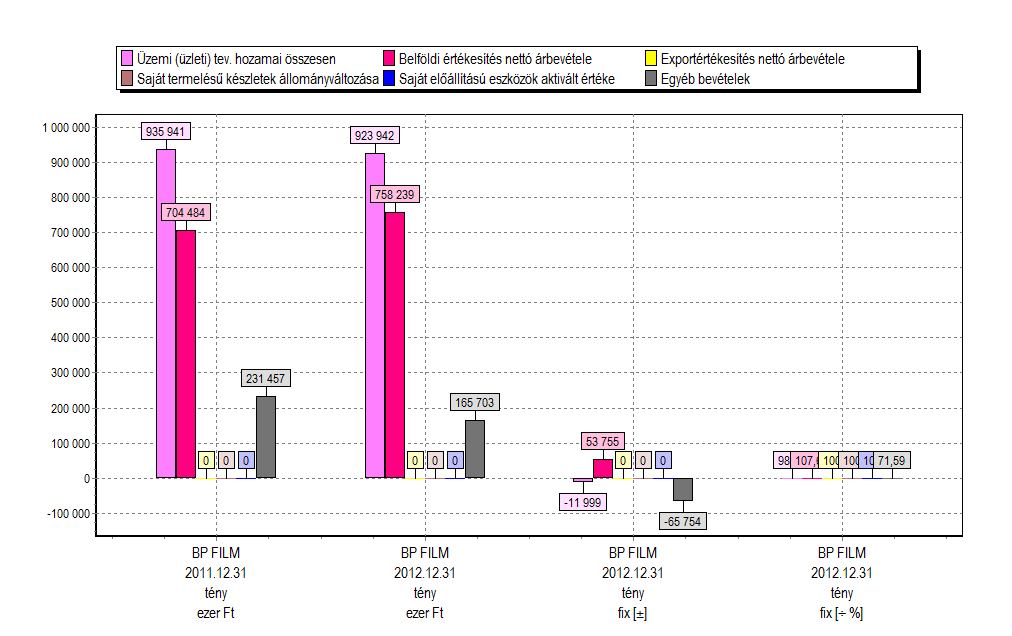 Üzemi (üzleti) tev. hozamai összesen Belföldi értékesítés nettó árbevétele Exportértékesítés nettó árbevétele
Saját termelésű készletek állományváltozása Saját előállítású eszközök aktivált értéke Egyéb bevételek
1 000 000
900 000
800 000
700 000
600 000
500 000
400 000
300 000
200 000
100 000
0
-100 000
935 941
704 484
0 0 0
231 457
923 942
758 239
0 0 0
165 703
-11 999
53 755
0 0 0
-65 754
98 107, 100 100 10 71,59
BP FILM BP FILM BP FILM BP FILM
2011.12.31 2012.12.31 2012.12.31 2012.12.31
tény tény tény tény
ezer Ft ezer Ft fix [±] fix [÷ %]